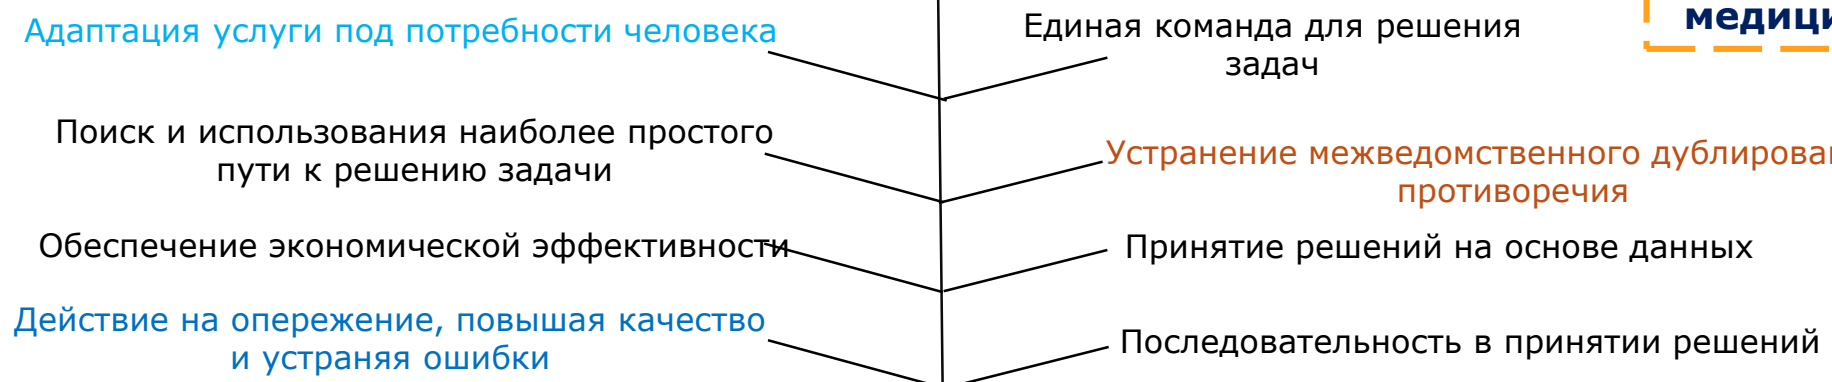 Адаптация услуги под потребности человека
Единая команда для решения
задач
Поиск и использования наиболее простого
пути к решению задачи
Устранение межведомственного
противоречия
Обеспечение экономической эффективности
Принятие решений на основе данных
Действие на опережение, повышая качество
и устраняя ошибки
Последовательность в принятии решений